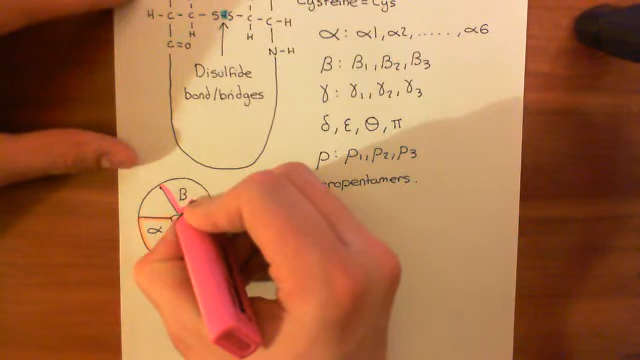 Cysteine = Cys
H-C-C-S-S-C-C-H
H
H
C=O
N-H
Disulfide
bond/bridges
α: α1, α2, ....., α6
β: β1, β2, β3
γ: γ1, γ2, γ3
δ, ε, θ, π
ρ: ρ1, ρ2, ρ3
β
α